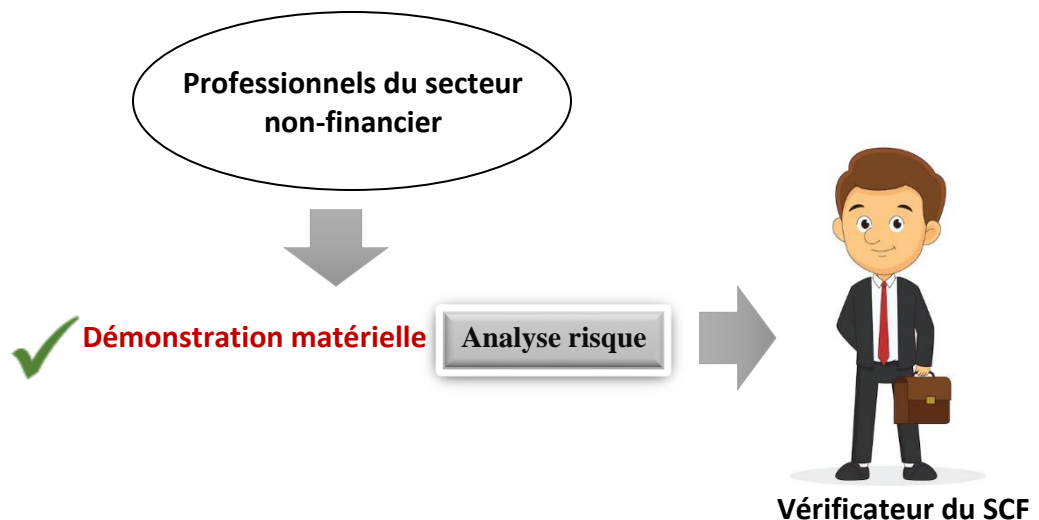 Professionnels du secteur
non-financier
Démonstration matérielle
Analyse risque
Vérificateur du SCF